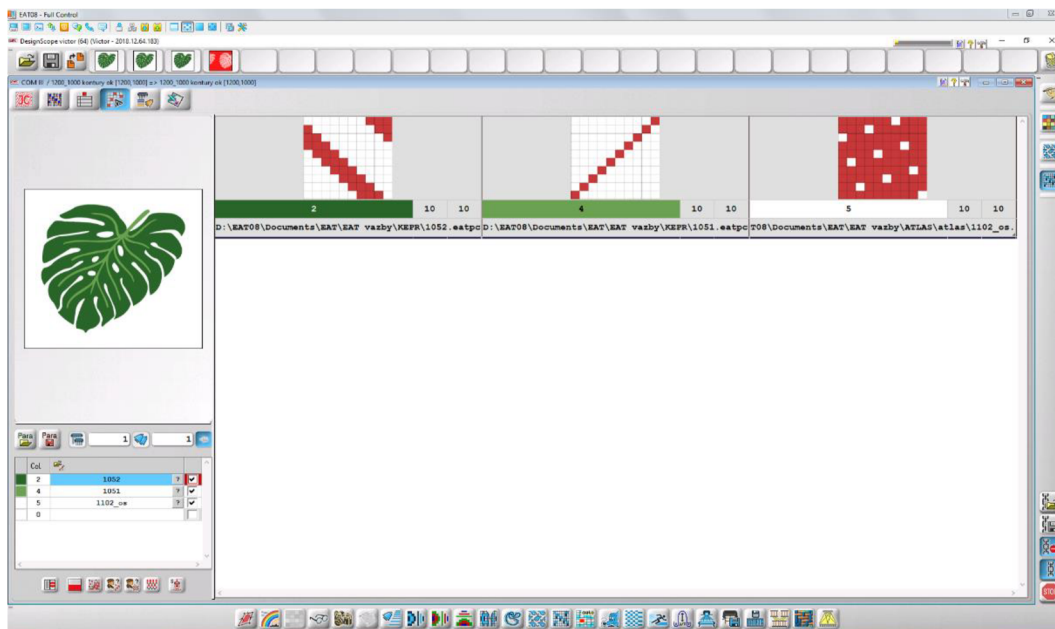 EAT08 - Full Control
DesignScope victor (64) (Victor - 2018.12.64.183)
COM III / 1200_1000 kontury ok [1200,1000] => 1200_1000 kontury ok [1200,1000]
3C
2 10 10
4 10 10
5 10 10
D:\EAT08\Documents\EAT\EAT vazby\KEPR\1052.eatpc
D:\EAT08\Documents\EAT\EAT vazby\KEPR\1051.eatpc
T08\Documents\EAT\EAT vazby\ATLAS\atlas\1102_os.
Para Para 1 1
Col.
2 1052 ?
4 1051 ?
5 1102_os ?
0
STOP